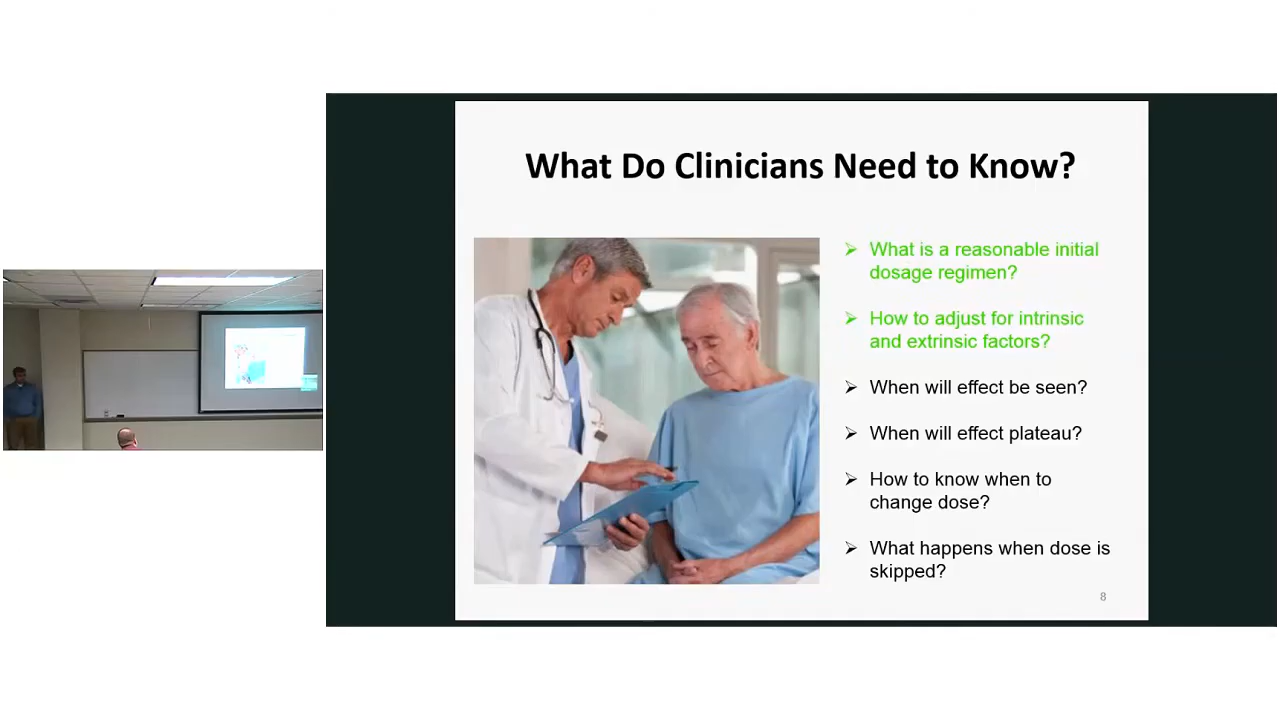 What Do Clinicians Need to Know?
➢ What is a reasonable initial
dosage regimen?
➢ How to adjust for intrinsic
and extrinsic factors?
➢ When will effect be seen?
➢ When will effect plateau?
➢ How to know when to
change dose?
➢ What happens when dose is
skipped?
8